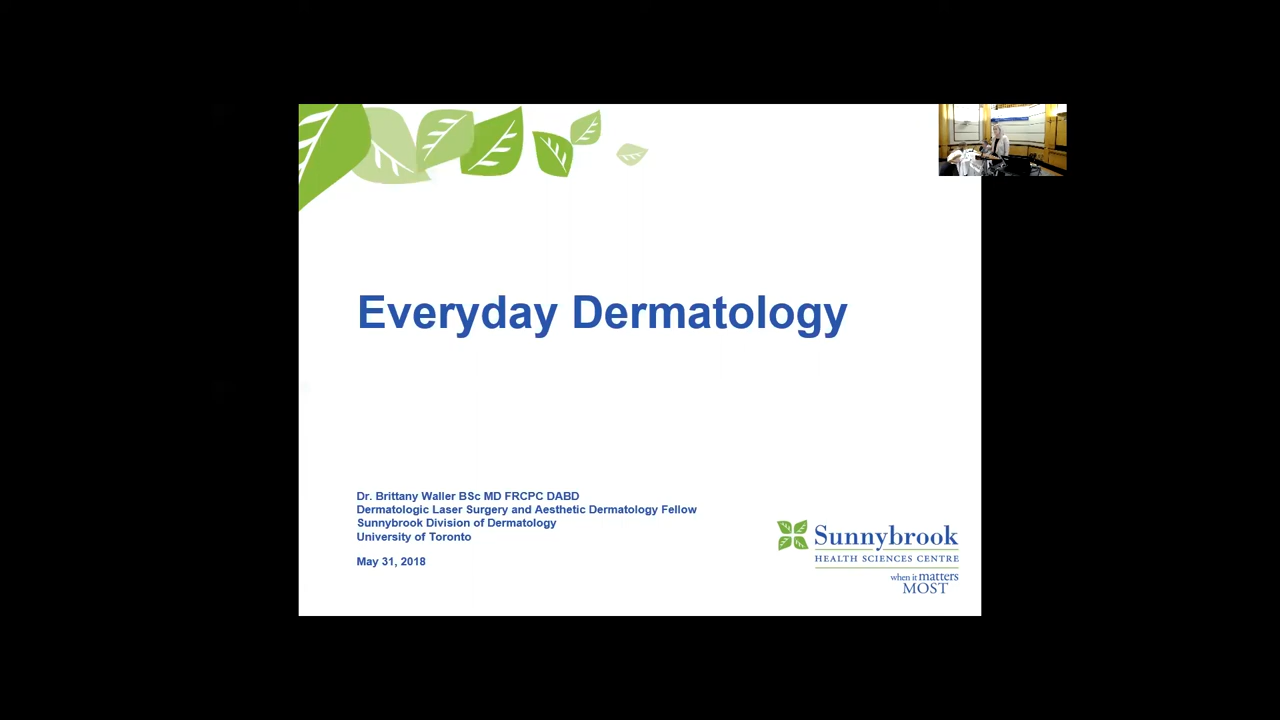 Everyday Dermatology
Dr. Brittany Waller BSc MD FRCPC DABD
Dermatologic Laser Surgery and Aesthetic Dermatology Fellow
Sunnybrook Division of Dermatology
University of Toronto
May 31, 2018
Sunnybrook
HEALTH SCIENCES CENTRE
when it matters
MOST